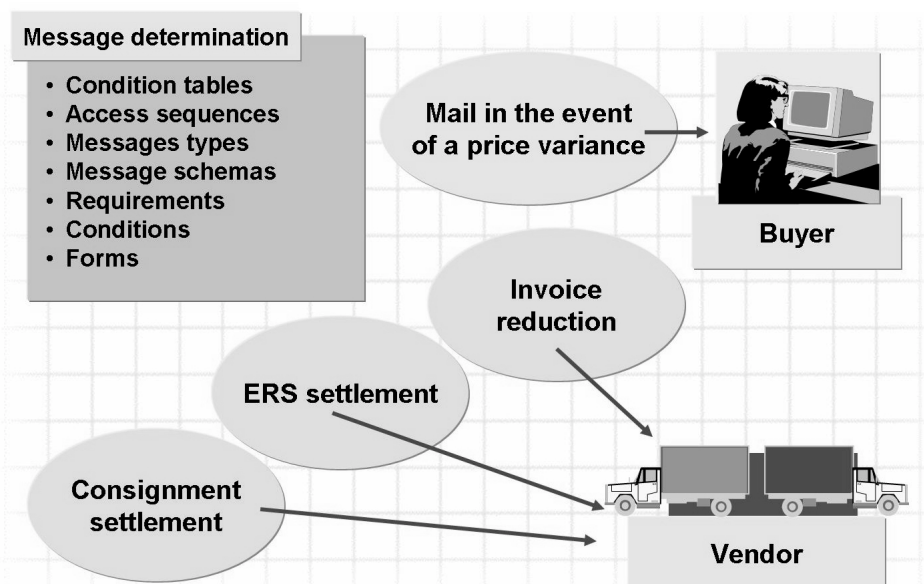 Message determination
• Condition tables
• Access sequences
• Messages types
• Message schemas
• Requirements
• Conditions
• Forms
Mail in the event
of a price variance
Buyer
Invoice
reduction
ERS settlement
Consignment
settlement
Vendor